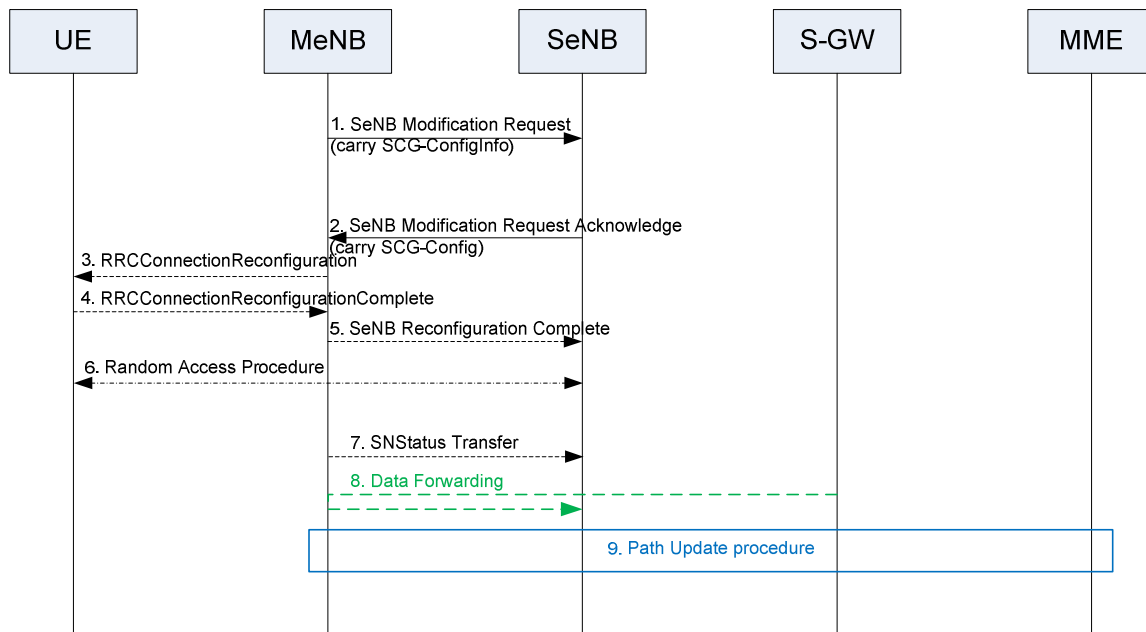 UE
MeNB
SeNB
S-GW
MME
1. SeNB Modification Request
(carry SCG-ConfigInfo)
2. SeNB Modification Request Acknowledge
(carry SCG-Config)
3. RRCConnectionReconfiguration
4. RRCConnectionReconfigurationComplete
5. SeNB Reconfiguration Complete
6. Random Access Procedure
7. SNStatus Transfer
8. Data Forwarding
9. Path Update procedure